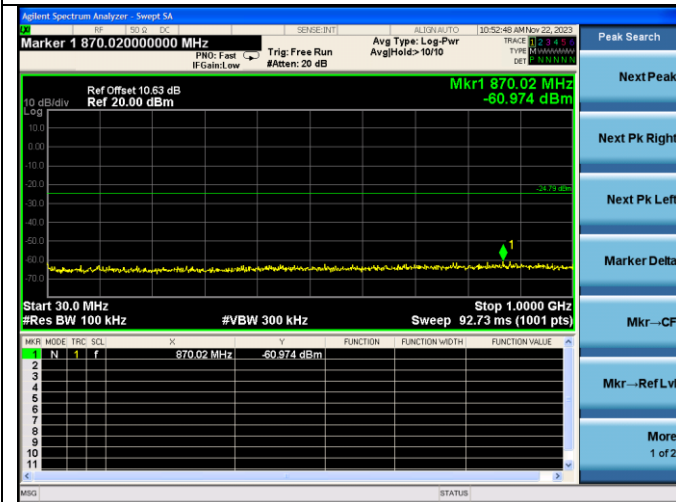 Agilent Spectrum Analyzer - Swept SA
RF 50 Ω DC SENSE:INT ALIGN AUTO 10:52:48 AM Nov 22, 2023
Marker 1 870.020000000 MHz
PNO: Fast
IFGain:Low
Trig: Free Run
#Atten: 20 dB
Avg Type: Log-Pwr
Avg|Hold:>10/10
TRACE 1 2 3 4 5 6
TYPE M
DET P N N N N N
Peak Search
Mkr1 870.02 MHz
-60.974 dBm
Ref Offset 10.63 dB
10 dB/div Ref 20.00 dBm
Log
10.0
0.00
-10.0
-20.0
-24.79 dBm
-30.0
-40.0
-50.0
1
-60.0
-70.0
Start 30.0 MHz Stop 1.0000 GHz
#Res BW 100 kHz #VBW 300 kHz Sweep 92.73 ms (1001 pts)
MKR MODE TRC SCL X Y FUNCTION FUNCTION WIDTH FUNCTION VALUE
1 N 1 f 870.02 MHz -60.974 dBm
2
3
4
5
6
7
8
9
10
11
MSG STATUS
Next Peak
Next Pk Right
Next Pk Left
Marker Delta
Mkr→CF
Mkr→Ref Lvl
More
1 of 2